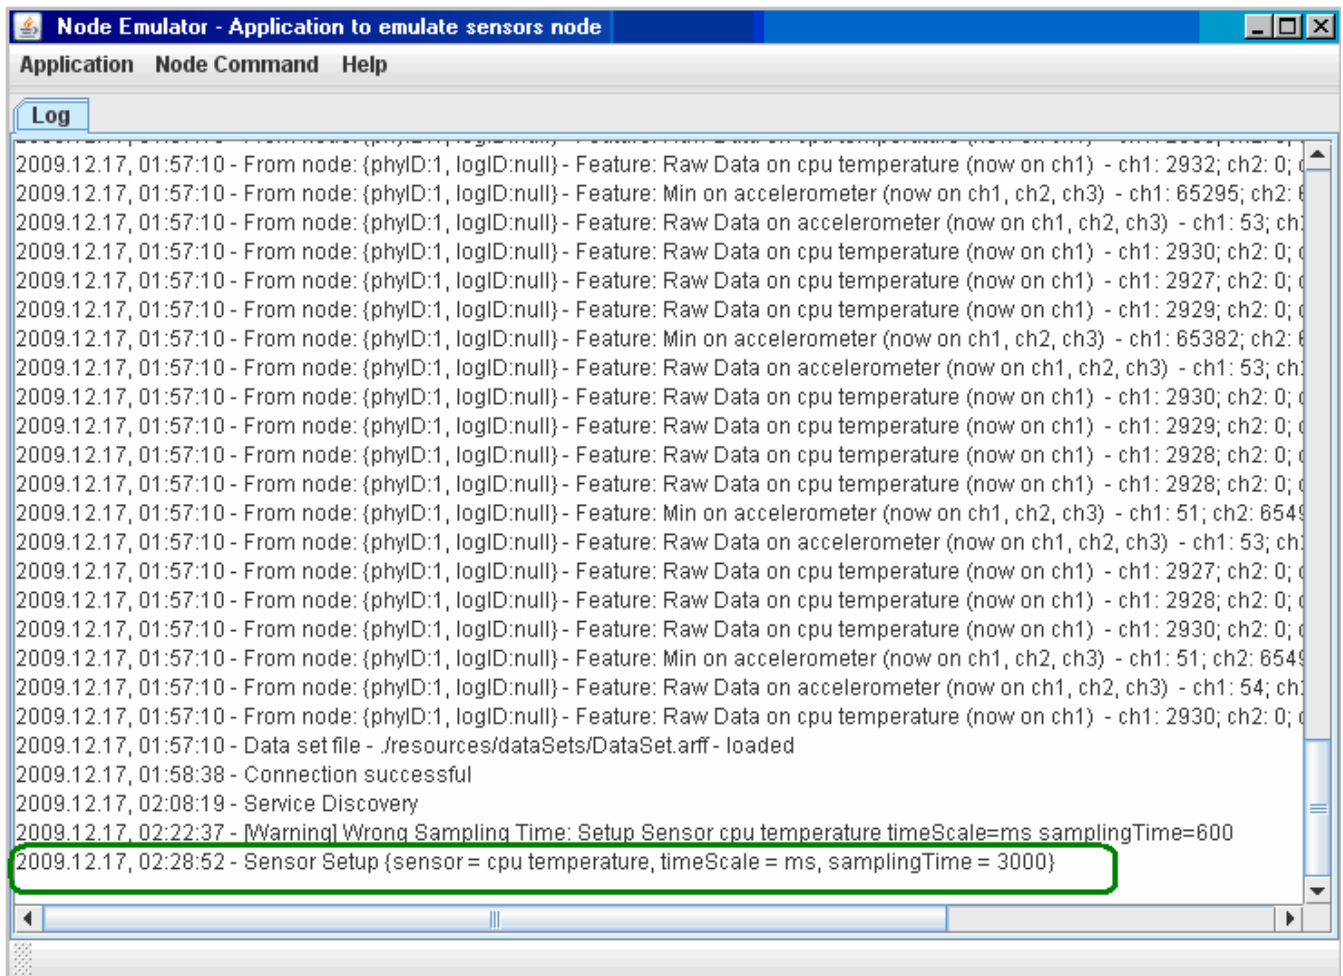 Node Emulator - Application to emulate sensors node
Application Node Command Help
Log
2009.12.17, 01:57:10 - From node: {phyID:1, logID:null} - Feature: Raw Data on cpu temperature (now on ch1) - ch1: 2932; ch2: 0;
2009.12.17, 01:57:10 - From node: {phyID:1, logID:null} - Feature: Min on accelerometer (now on ch1, ch2, ch3) - ch1: 65295; ch2:
2009.12.17, 01:57:10 - From node: {phyID:1, logID:null} - Feature: Raw Data on accelerometer (now on ch1, ch2, ch3) - ch1: 53; ch
2009.12.17, 01:57:10 - From node: {phyID:1, logID:null} - Feature: Raw Data on cpu temperature (now on ch1) - ch1: 2930; ch2: 0;
2009.12.17, 01:57:10 - From node: {phyID:1, logID:null} - Feature: Raw Data on cpu temperature (now on ch1) - ch1: 2927; ch2: 0;
2009.12.17, 01:57:10 - From node: {phyID:1, logID:null} - Feature: Raw Data on cpu temperature (now on ch1) - ch1: 2929; ch2: 0;
2009.12.17, 01:57:10 - From node: {phyID:1, logID:null} - Feature: Min on accelerometer (now on ch1, ch2, ch3) - ch1: 65382; ch2:
2009.12.17, 01:57:10 - From node: {phyID:1, logID:null} - Feature: Raw Data on accelerometer (now on ch1, ch2, ch3) - ch1: 53; ch
2009.12.17, 01:57:10 - From node: {phyID:1, logID:null} - Feature: Raw Data on cpu temperature (now on ch1) - ch1: 2930; ch2: 0;
2009.12.17, 01:57:10 - From node: {phyID:1, logID:null} - Feature: Raw Data on cpu temperature (now on ch1) - ch1: 2929; ch2: 0;
2009.12.17, 01:57:10 - From node: {phyID:1, logID:null} - Feature: Raw Data on cpu temperature (now on ch1) - ch1: 2928; ch2: 0;
2009.12.17, 01:57:10 - From node: {phyID:1, logID:null} - Feature: Raw Data on cpu temperature (now on ch1) - ch1: 2928; ch2: 0;
2009.12.17, 01:57:10 - From node: {phyID:1, logID:null} - Feature: Min on accelerometer (now on ch1, ch2, ch3) - ch1: 51; ch2: 654
2009.12.17, 01:57:10 - From node: {phyID:1, logID:null} - Feature: Raw Data on accelerometer (now on ch1, ch2, ch3) - ch1: 53; ch
2009.12.17, 01:57:10 - From node: {phyID:1, logID:null} - Feature: Raw Data on cpu temperature (now on ch1) - ch1: 2927; ch2: 0;
2009.12.17, 01:57:10 - From node: {phyID:1, logID:null} - Feature: Raw Data on cpu temperature (now on ch1) - ch1: 2928; ch2: 0;
2009.12.17, 01:57:10 - From node: {phyID:1, logID:null} - Feature: Raw Data on cpu temperature (now on ch1) - ch1: 2930; ch2: 0;
2009.12.17, 01:57:10 - From node: {phyID:1, logID:null} - Feature: Min on accelerometer (now on ch1, ch2, ch3) - ch1: 51; ch2: 654
2009.12.17, 01:57:10 - From node: {phyID:1, logID:null} - Feature: Raw Data on accelerometer (now on ch1, ch2, ch3) - ch1: 54; ch
2009.12.17, 01:57:10 - From node: {phyID:1, logID:null} - Feature: Raw Data on cpu temperature (now on ch1) - ch1: 2930; ch2: 0;
2009.12.17, 01:57:10 - Data set file - ./resources/dataSets/DataSet.arff - loaded
2009.12.17, 01:58:38 - Connection successful
2009.12.17, 02:08:19 - Service Discovery
2009.12.17, 02:22:37 - [Warning] Wrong Sampling Time: Setup Sensor cpu temperature timeScale=ms samplingTime=600
2009.12.17, 02:28:52 - Sensor Setup {sensor = cpu temperature, timeScale = ms, samplingTime = 3000}